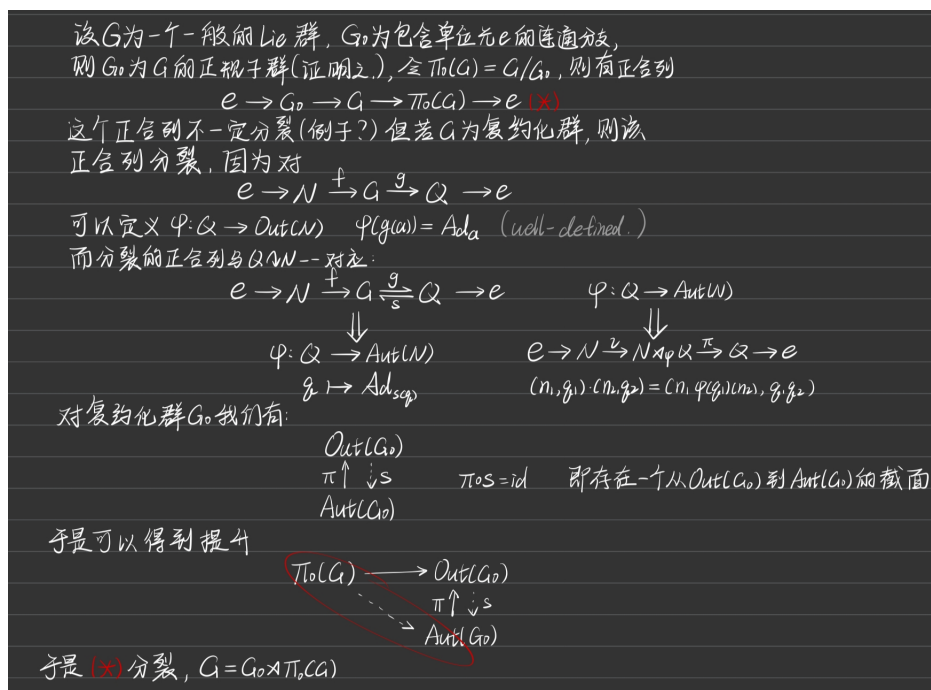 设G为一个一般的Lie群, G₀为包含单位元e的连通分支,
则G₀为G的正规子群(证明之), 令π₀(G) = G/G₀, 则有正合列
e → G₀ → G → π₀(G) → e (*)
这个正合列不一定分裂(例子?) 但若G为复约化群, 则该
正合列分裂, 因为对
e → N →f G →g Q → e
可以定义 φ: Q → Out(N) φ(g(a)) = Ad_a (well-defined.)
而分裂的正合列与Q↷N一一对应:
e → N →f G ⇄ Q → e φ: Q → Aut(N)
g
s
⇓ ⇓
φ: Q → Aut(N) e → N →ι N⋊φQ →π Q → e
q ↦ Ad_s(q) (n₁,q₁)·(n₂,q₂) = (n₁φ(q₁)(n₂), q₁q₂)
对复约化群G₀我们有:
Out(G₀)
π↑ ↓s π∘s = id 即存在一个从Out(G₀)到Aut(G₀)的截面
Aut(G₀)
于是可以得到提升
π₀(G) → Out(G₀)
π↑ ↓s
Aut(G₀)
于是(*)分裂, G = G₀⋊π₀(G)